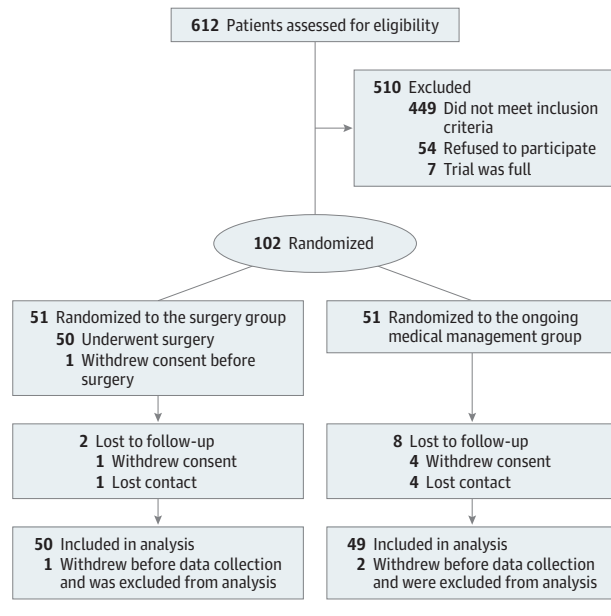 612 Patients assessed for eligibility
510 Excluded
449 Did not meet inclusion
criteria
54 Refused to participate
7 Trial was full
102 Randomized
51 Randomized to the surgery group
50 Underwent surgery
1 Withdrew consent before
surgery
51 Randomized to the ongoing
medical management group
2 Lost to follow-up
1 Withdrew consent
1 Lost contact
8 Lost to follow-up
4 Withdrew consent
4 Lost contact
50 Included in analysis
1 Withdrew before data collection
and was excluded from analysis
49 Included in analysis
2 Withdrew before data collection
and were excluded from analysis